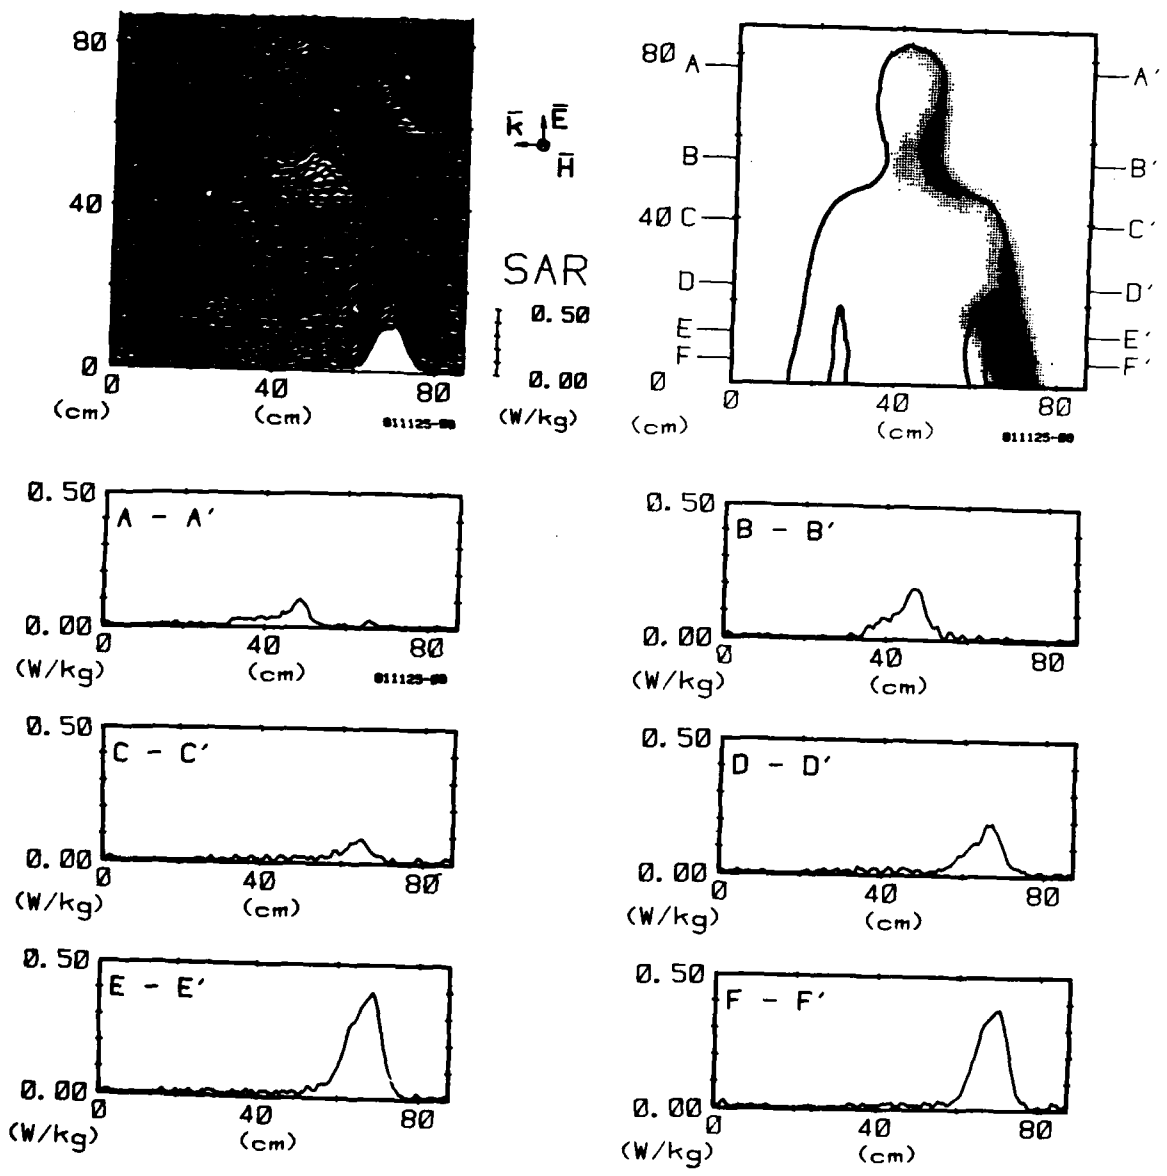 80
40
0
0 40 80
(cm) (cm)
811125-00
k̄ Ē
H̄
SAR
0.50
0.00
(W/kg)
80
40
0
A A'
B B'
C C'
D D'
E E'
F F'
0 40 80
(cm) (cm)
811125-00
0.50
A - A'
0.00
0 40 80
(W/kg) (cm)
811125-00
0.50
B - B'
0.00
0 40 80
(W/kg) (cm)
0.50
C - C'
0.00
0 40 80
(W/kg) (cm)
0.50
D - D'
0.00
0 40 80
(W/kg) (cm)
0.50
E - E'
0.00
0 40 80
(W/kg) (cm)
0.50
F - F'
0.00
0 40 80
(W/kg) (cm)